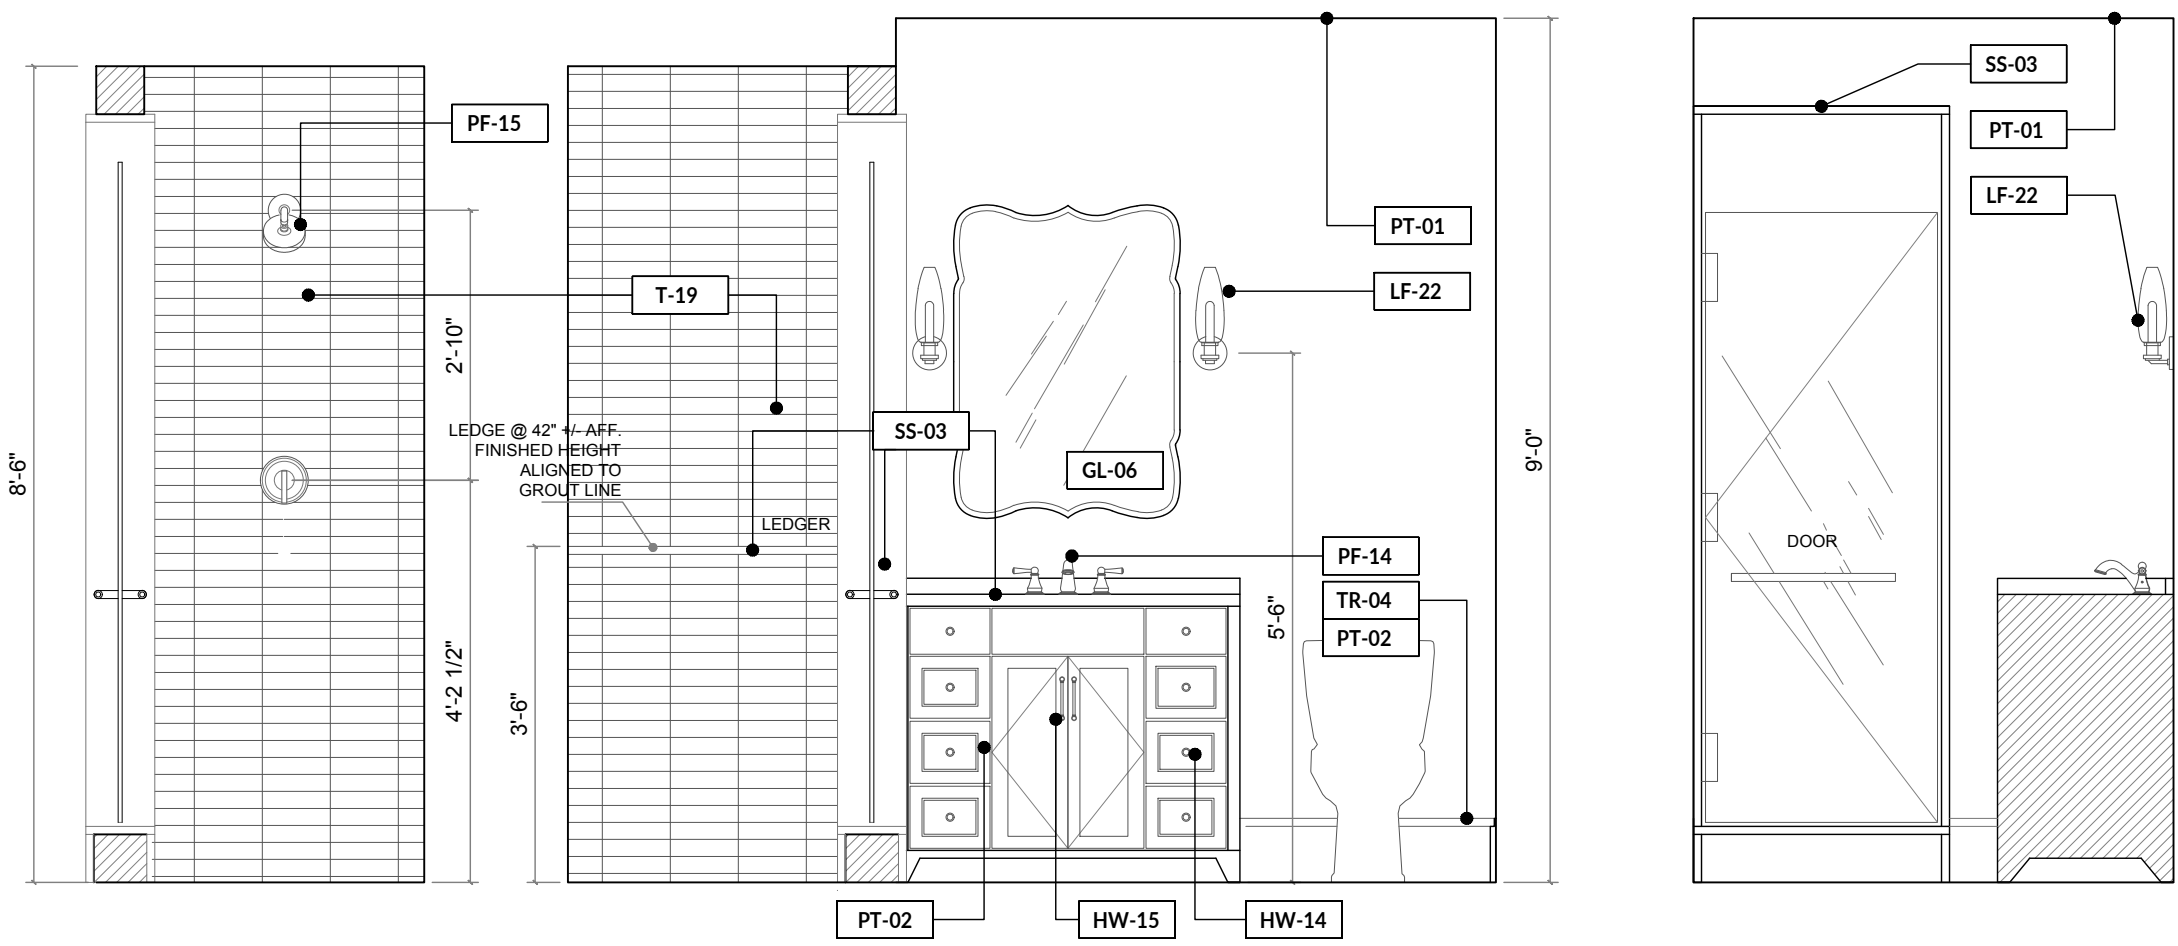 SS-03
PT-01
LF-22
PF-15
T-19
PT-01
LF-22
2'-10"
8'-6"
LEDGE @ 42" +/- AFF.
FINISHED HEIGHT
ALIGNED TO
GROUT LINE
SS-03
GL-06
9'-0"
LEDGER
DOOR
PF-14
TR-04
PT-02
5'-6"
4'-2 1/2"
3'-6"
PT-02
HW-15
HW-14